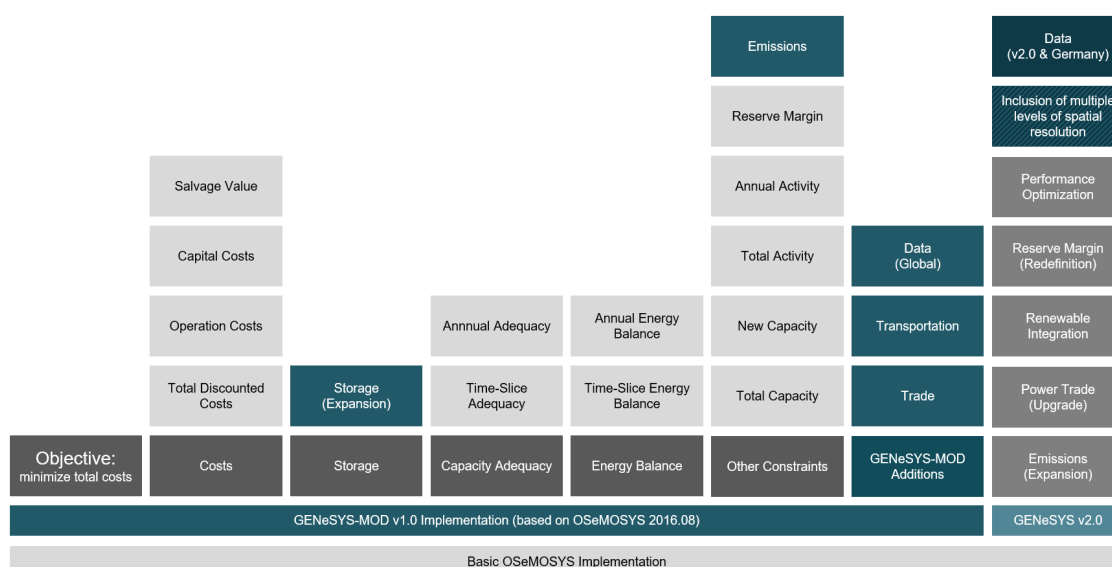 Emissions
Data
(v2.0 & Germany)
Reserve Margin
Inclusion of multiple
levels of spatial
resolution
Salvage Value
Annual Activity
Performance
Optimization
Capital Costs
Total Activity
Data
(Global)
Reserve Margin
(Redefinition)
Operation Costs
Annnual Adequacy
Annual Energy
Balance
New Capacity
Transportation
Renewable
Integration
Total Discounted
Costs
Storage
(Expansion)
Time-Slice
Adequacy
Time-Slice Energy
Balance
Total Capacity
Trade
Power Trade
(Upgrade)
Objective:
minimize total costs
Costs
Storage
Capacity Adequacy
Energy Balance
Other Constraints
GENeSYS-MOD
Additions
Emissions
(Expansion)
GENeSYS-MOD v1.0 Implementation (based on OSeMOSYS 2016.08)
GENeSYS v2.0
Basic OSeMOSYS Implementation